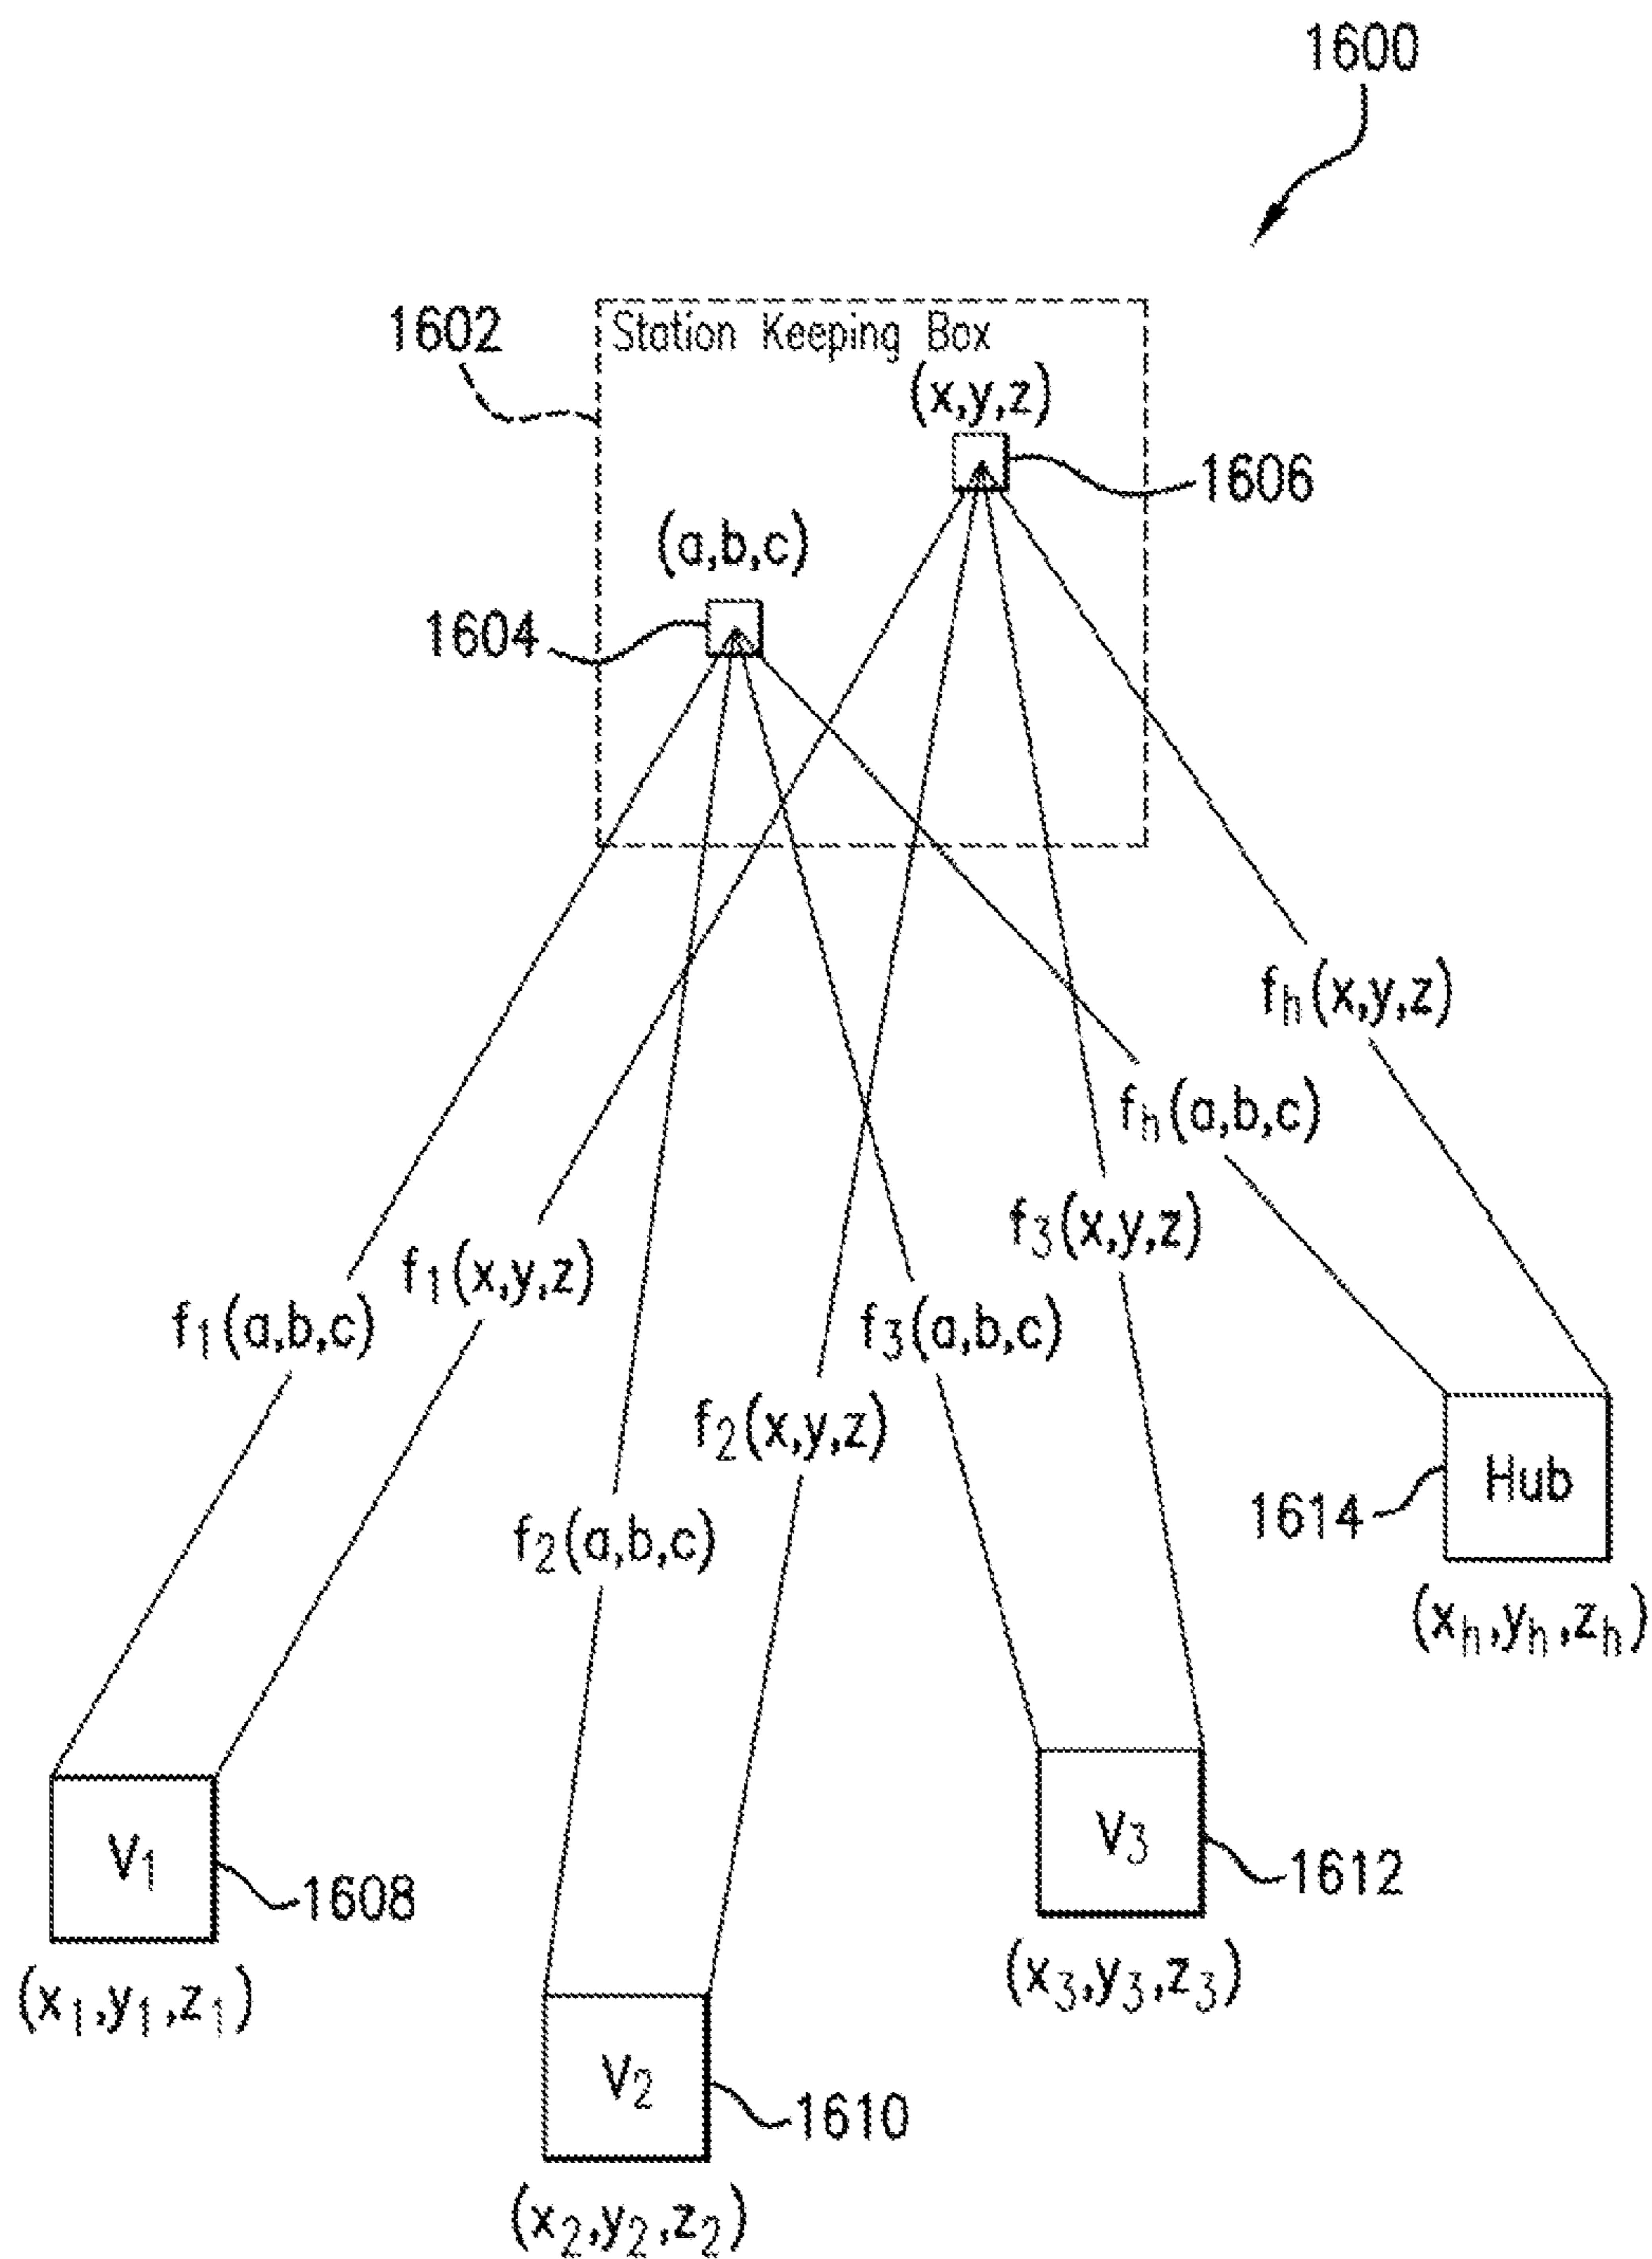 1600
1602
Station Keeping Box
(x,y,z)
1606
(a,b,c)
1604
fh(x,y,z)
fh(a,b,c)
f3(x,y,z)
f1(x,y,z)
f1(a,b,c)
f3(a,b,c)
f2(x,y,z)
f2(a,b,c)
Hub
1614
(xh,yh,zh)
V1
1608
V3
1612
(x1,y1,z1)
(x3,y3,z3)
V2
1610
(x2,y2,z2)